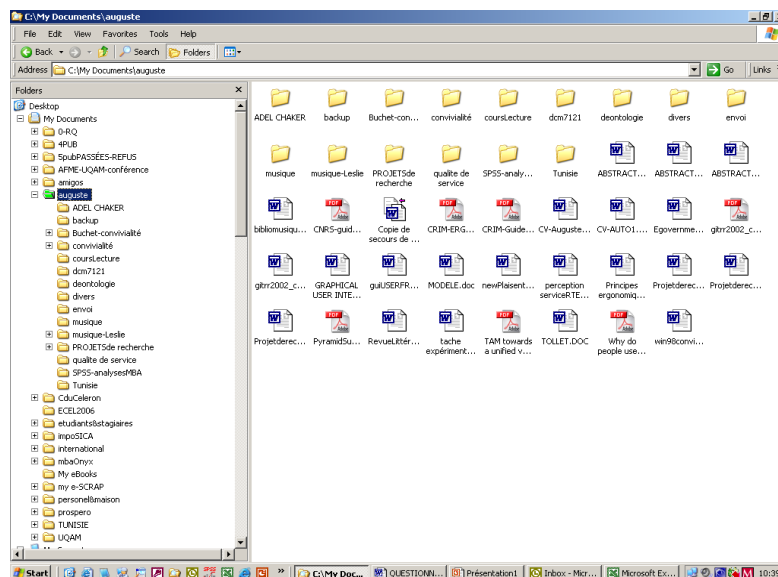 C:\My Documents\auguste
File Edit View Favorites Tools Help
Back Search Folders
Address C:\My Documents\auguste Go Links
Folders
Desktop
My Documents
0-RQ
4PUB
5pubPASSÉES-REFUS
AFME-UQAM-conférence
amigos
auguste
ADEL CHAKER
backup
Buchet-convivialité
convivialité
coursLecture
dcm7121
deontologie
divers
envoi
musique
musique-Leslie
PROJETSde recherche
qualite de service
SPSS-analysesMBA
Tunisie
CduCeleron
ECEL2006
etudiants&stagiaires
impoSICA
international
mbaOnyx
My eBooks
my e-SCRAP
personel&maison
prospero
TUNISIE
UQAM
ADEL CHAKER backup Buchet-con... convivialité coursLecture dcm7121 deontologie divers envoi
musique musique-Leslie PROJETSde recherche qualite de service SPSS-analy... Tunisie ABSTRACT... ABSTRACT... ABSTRACT...
bibliomusiqu... CNRS-guid... Copie de secours de ... CRIM-ERG... CRIM-Guide... CV-Auguste... CV-AUTO1.... Egovernme... gitrr2002_c...
gitrr2002_c... GRAPHICAL USER INTE... guiUSERFR... MODELE.doc newPlaisent... perception serviceRTE... Principes ergonomiq... Projetderec... Projetderec...
Projetderec... PyramidSu... RevueLittér... tache expériment... TAM towards a unified v... TOLLET.DOC Why do people use... win98convi...
Start » C:\My Doc... QUESTIONN... Présentation1 Inbox - Micr... Microsoft Ex...